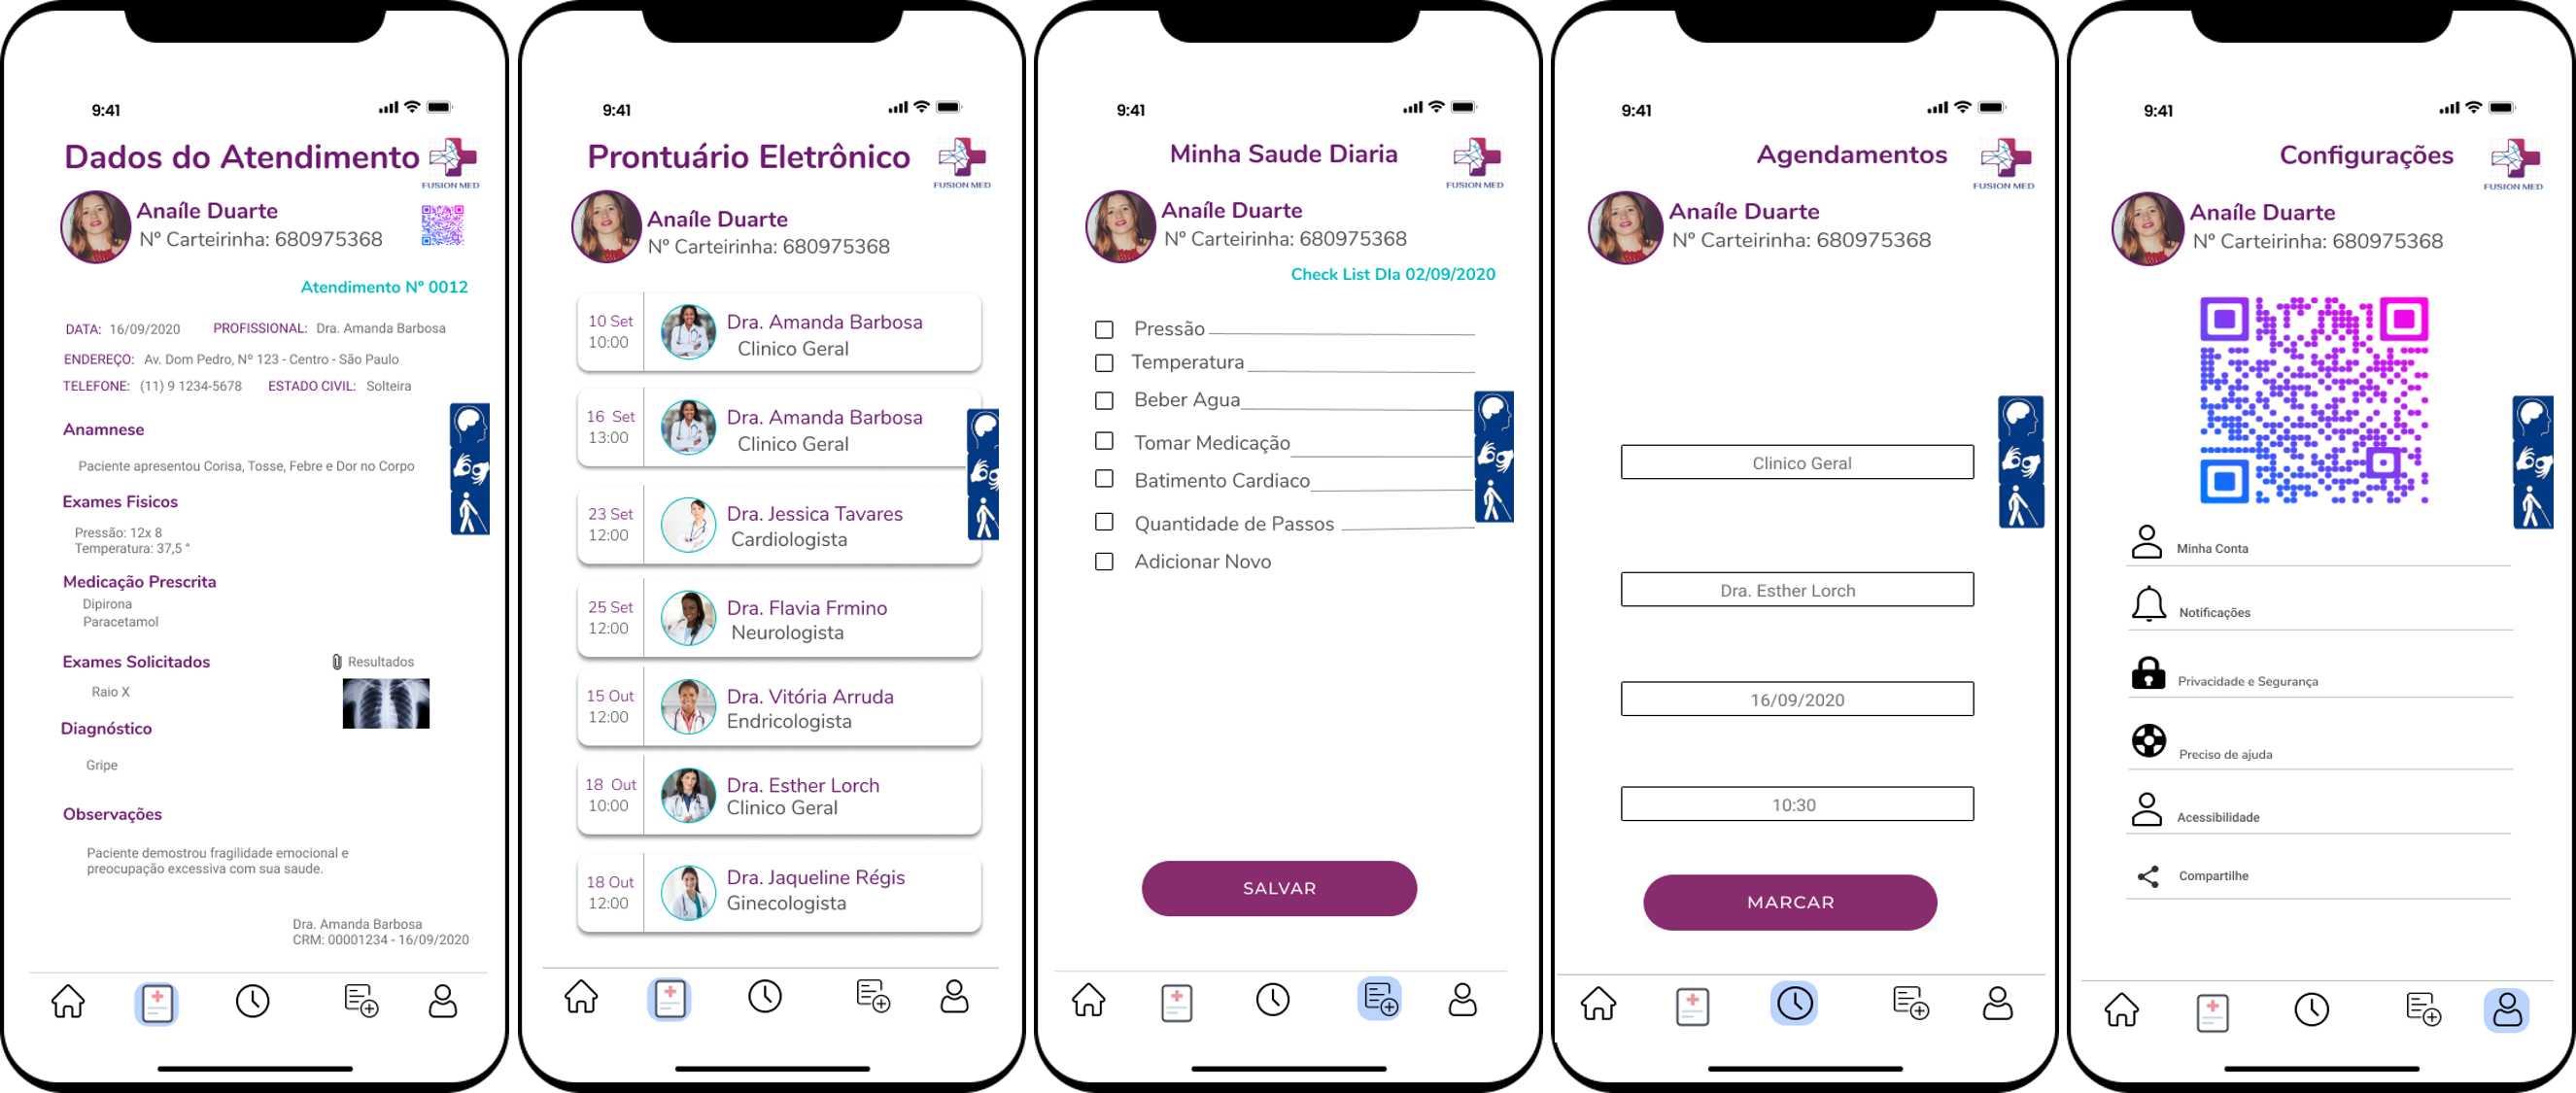 9:41
Dados do Atendimento
FUSION MED
Anaíle Duarte
Nº Carteirinha: 680975368
Atendimento Nº 0012
DATA: 16/09/2020 PROFISSIONAL: Dra. Amanda Barbosa
ENDEREÇO: Av. Dom Pedro, Nº 123 - Centro - São Paulo
TELEFONE: (11) 9 1234-5678 ESTADO CIVIL: Solteira
Anamnese
Paciente apresentou Corisa, Tosse, Febre e Dor no Corpo
Exames Fisicos
Pressão: 12x 8
Temperatura: 37,5 °
Medicação Prescrita
Dipirona
Paracetamol
Exames Solicitados Resultados
Raio X
Diagnóstico
Gripe
Observações
Paciente demostrou fragilidade emocional e
preocupação excessiva com sua saude.
Dra. Amanda Barbosa
CRM: 00001234 - 16/09/2020
9:41
Prontuário Eletrônico
FUSION MED
Anaíle Duarte
Nº Carteirinha: 680975368
10 Set Dra. Amanda Barbosa
10:00 Clinico Geral
16 Set Dra. Amanda Barbosa
13:00 Clinico Geral
23 Set Dra. Jessica Tavares
12:00 Cardiologista
25 Set Dra. Flavia Frmino
12:00 Neurologista
15 Out Dra. Vitória Arruda
12:00 Endricologista
18 Out Dra. Esther Lorch
10:00 Clinico Geral
18 Out Dra. Jaqueline Régis
12:00 Ginecologista
9:41
Minha Saude Diaria
FUSION MED
Anaíle Duarte
Nº Carteirinha: 680975368
Check List DIa 02/09/2020
Pressão
Temperatura
Beber Agua
Tomar Medicação
Batimento Cardiaco
Quantidade de Passos
Adicionar Novo
SALVAR
9:41
Agendamentos
FUSION MED
Anaíle Duarte
Nº Carteirinha: 680975368
Clinico Geral
Dra. Esther Lorch
16/09/2020
10:30
MARCAR
9:41
Configurações
FUSION MED
Anaíle Duarte
Nº Carteirinha: 680975368
Minha Conta
Notificações
Privacidade e Segurança
Preciso de ajuda
Acessibilidade
Compartilhe